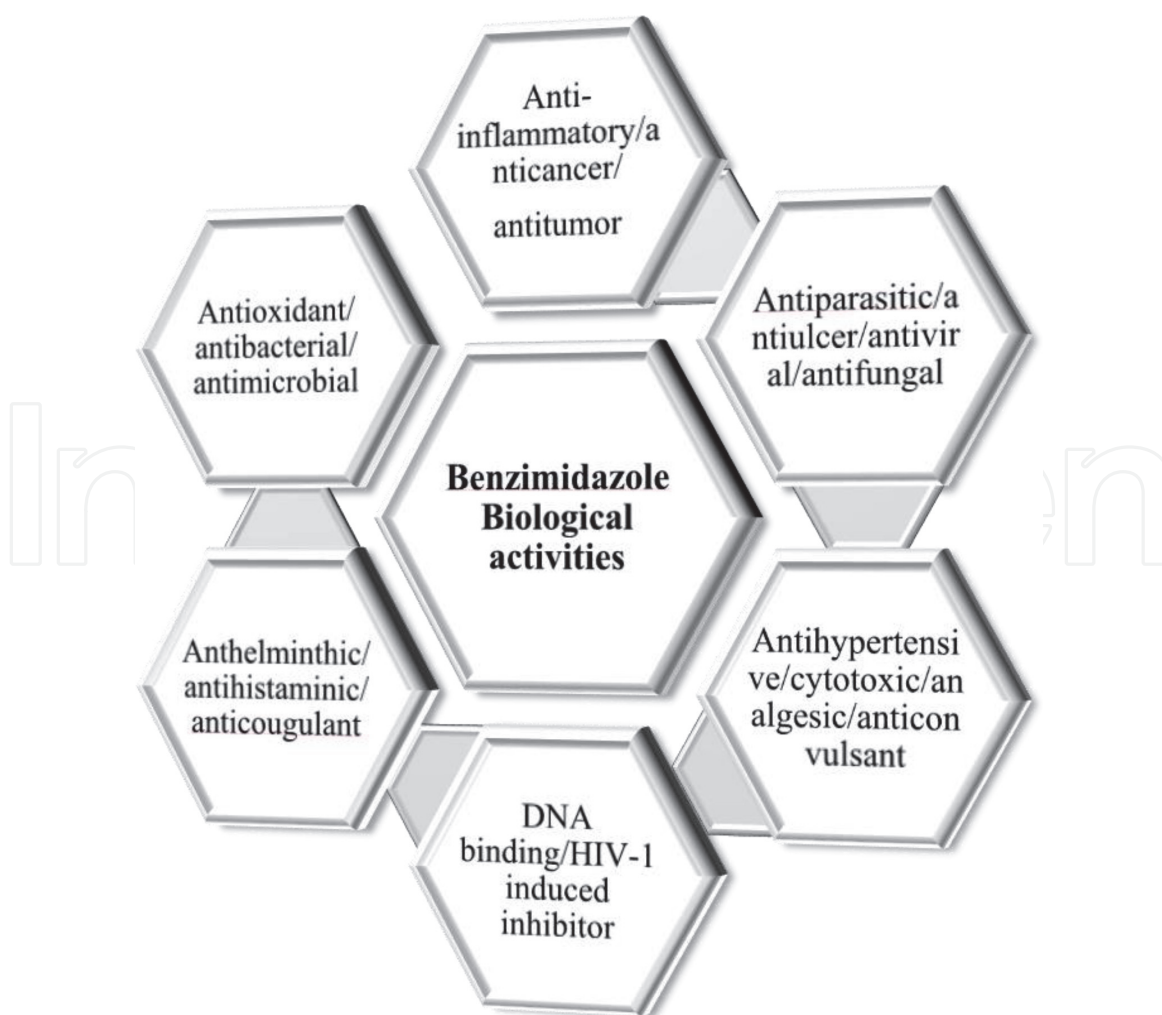 Anti-
inflammatory/a
nticancer/
antitumor
Antiparasitic/a
ntiulcer/antivir
al/antifungal
Antihypertensi
ve/cytotoxic/an
algesic/anticon
vulsant
DNA
binding/HIV-1
induced
inhibitor
Anthelminthic/
antihistaminic/
anticougulant
Antioxidant/
antibacterial/
antimicrobial
Benzimidazole
Biological
activities